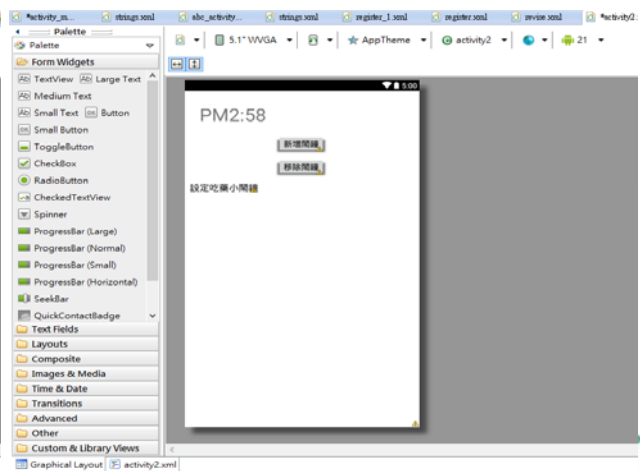 *activity_m...
strings.xml
abc_activity...
strings.xml
register_1.xml
register.xml
revise.xml
*activity2.
Palette
Palette
Form Widgets
TextView Large Text
Medium Text
Small Text Button
Small Button
ToggleButton
CheckBox
RadioButton
CheckedTextView
Spinner
ProgressBar (Large)
ProgressBar (Normal)
ProgressBar (Small)
ProgressBar (Horizontal)
SeekBar
QuickContactBadge
Text Fields
Layouts
Composite
Images & Media
Time & Date
Transitions
Advanced
Other
Custom & Library Views
Graphical Layout activity2.xml
5.1" WVGA AppTheme activity2 21
5:00
PM2:58
新增鬧鐘
移除鬧鐘
設定吃藥小鬧鐘